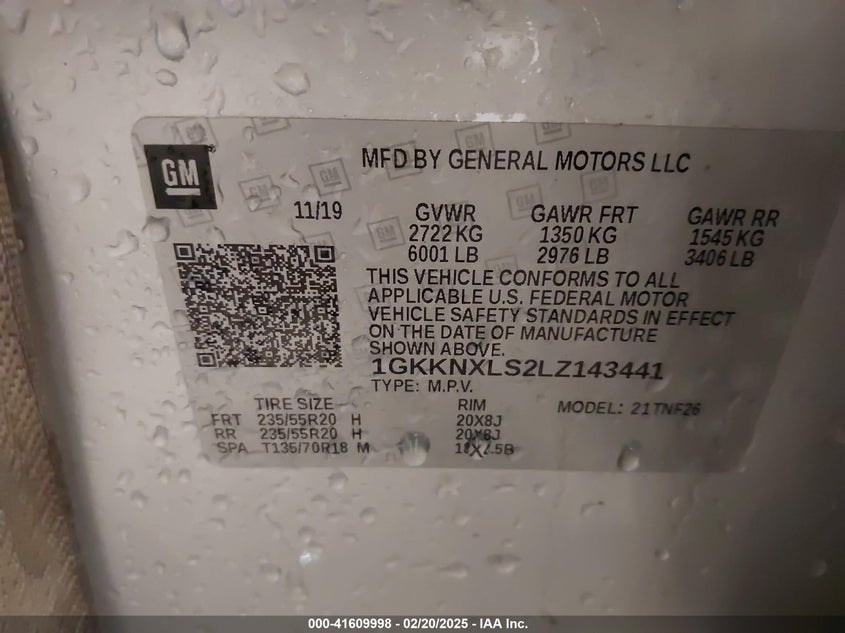 GM
MFD BY GENERAL MOTORS LLC
11/19
GVWR GAWR FRT GAWR RR
2722 KG 1350 KG 1545 KG
6001 LB 2976 LB 3406 LB
THIS VEHICLE CONFORMS TO ALL
APPLICABLE U.S. FEDERAL MOTOR
VEHICLE SAFETY STANDARDS IN EFFECT
ON THE DATE OF MANUFACTURE
SHOWN ABOVE.
1GKKNXLS2LZ143441
TYPE: M.P.V.
TIRE SIZE RIM MODEL: 21TNF26
FRT 235/55R20 H 20X8J
RR 235/55R20 H 20X8J
SPA T135/70R18 M
000-41609998 — 02/20/2025 — IAA Inc.